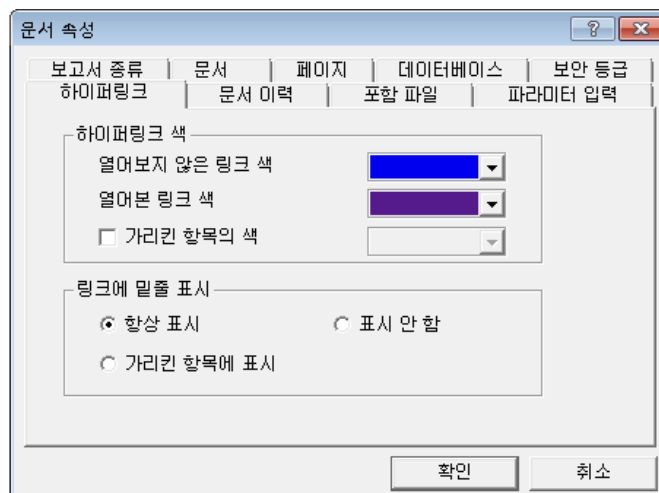 문서 속성
보고서 종류 문서 페이지 데이터베이스 보안 등급
하이퍼링크 문서 이력 포함 파일 파라미터 입력
하이퍼링크 색
열어보지 않은 링크 색
열어본 링크 색
가리킨 항목의 색
링크에 밑줄 표시
항상 표시 표시 안 함
가리킨 항목에 표시
확인 취소